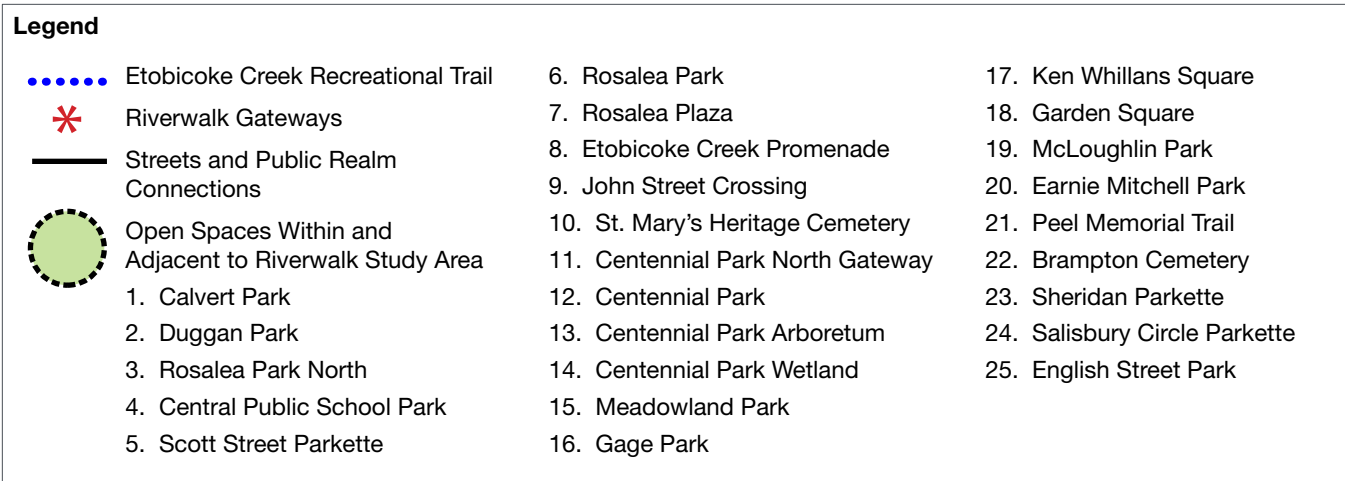 Legend
Etobicoke Creek Recreational Trail
Riverwalk Gateways
Streets and Public Realm
Connections
Open Spaces Within and
Adjacent to Riverwalk Study Area
1. Calvert Park
2. Duggan Park
3. Rosalea Park North
4. Central Public School Park
5. Scott Street Parkette
6. Rosalea Park
7. Rosalea Plaza
8. Etobicoke Creek Promenade
9. John Street Crossing
10. St. Mary’s Heritage Cemetery
11. Centennial Park North Gateway
12. Centennial Park
13. Centennial Park Arboretum
14. Centennial Park Wetland
15. Meadowland Park
16. Gage Park
17. Ken Whillans Square
18. Garden Square
19. McLoughlin Park
20. Earnie Mitchell Park
21. Peel Memorial Trail
22. Brampton Cemetery
23. Sheridan Parkette
24. Salisbury Circle Parkette
25. English Street Park